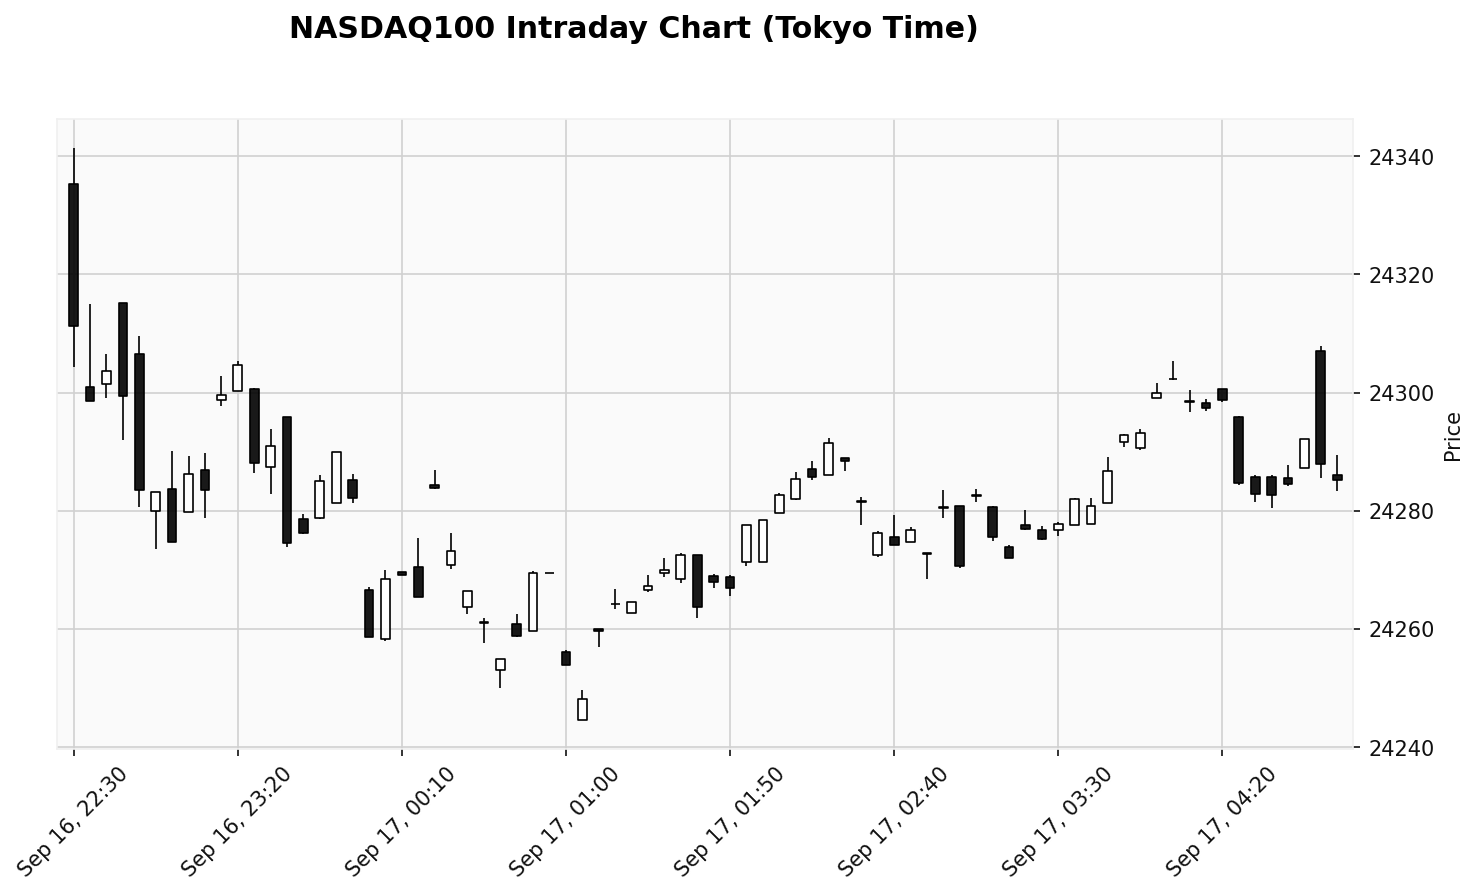 NASDAQ100 Intraday Chart (Tokyo Time)
24340
24320
24300
24280
24260
24240
Price
Sep 16, 22:30
Sep 16, 23:20
Sep 17, 00:10
Sep 17, 01:00
Sep 17, 01:50
Sep 17, 02:40
Sep 17, 03:30
Sep 17, 04:20